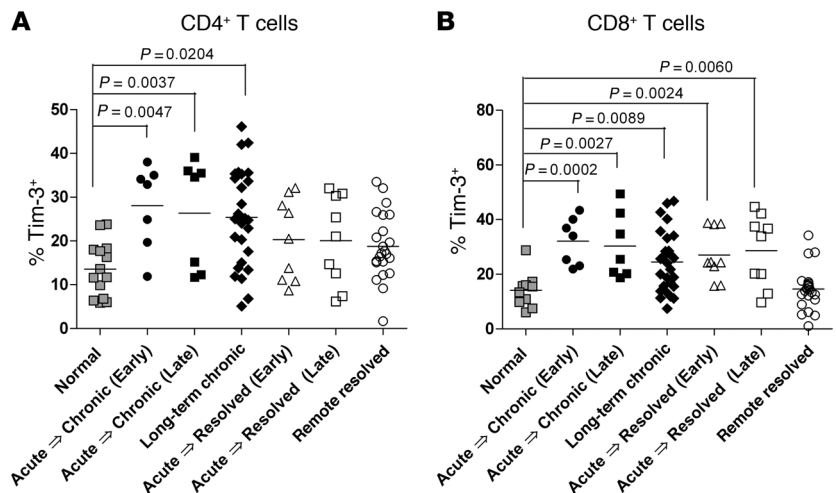 A
CD4+ T cells
P = 0.0204
P = 0.0037
P = 0.0047
% Tim-3+
50
40
30
20
10
0
Normal
Acute ⇒ Chronic (Early)
Acute ⇒ Chronic (Late)
Long-term chronic
Acute ⇒ Resolved (Early)
Acute ⇒ Resolved (Late)
Remote resolved
B
CD8+ T cells
P = 0.0060
P = 0.0024
P = 0.0089
P = 0.0027
P = 0.0002
% Tim-3+
80
60
40
20
0
Normal
Acute ⇒ Chronic (Early)
Acute ⇒ Chronic (Late)
Long-term chronic
Acute ⇒ Resolved (Early)
Acute ⇒ Resolved (Late)
Remote resolved